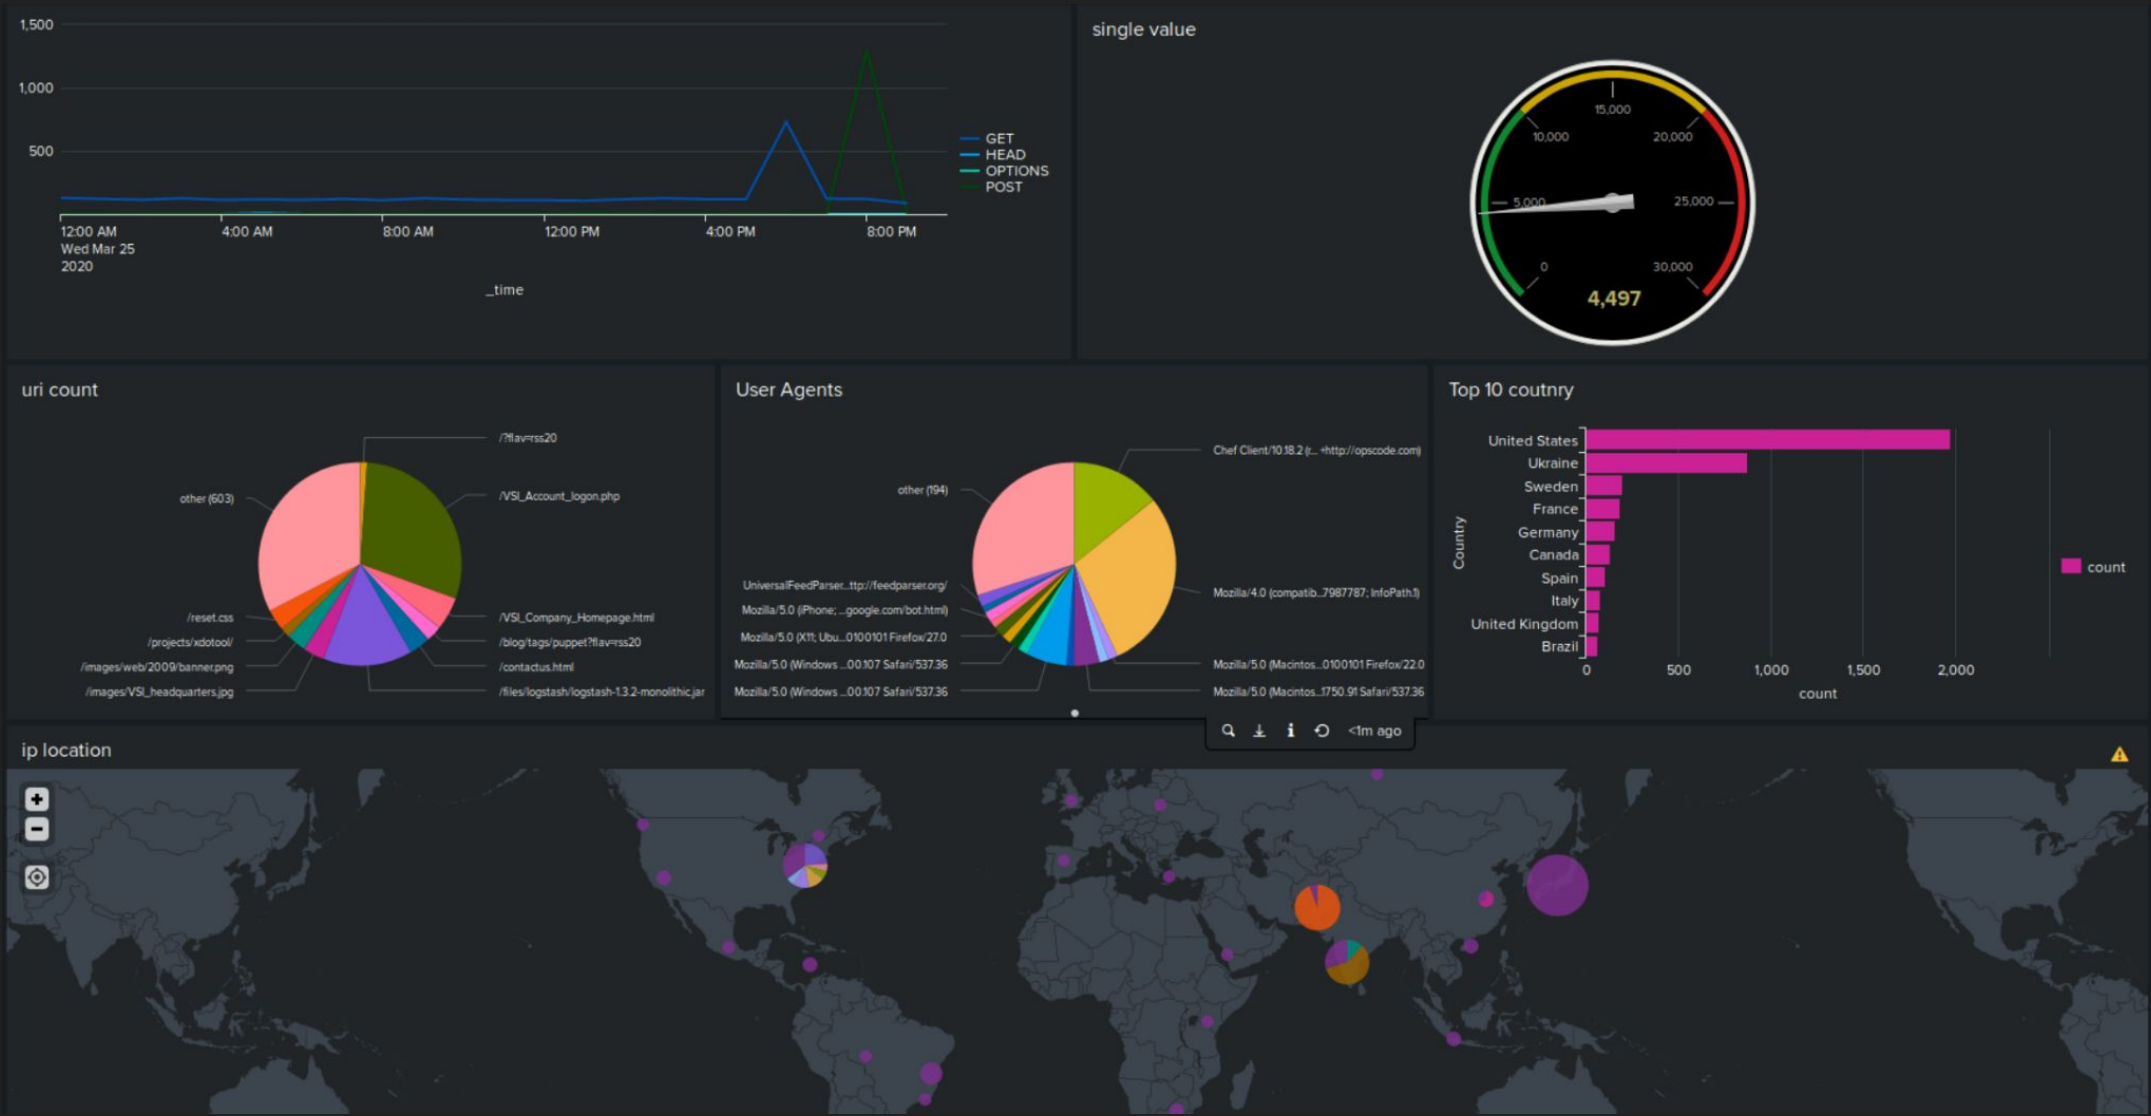 1,500
1,000
500
12:00 AM
Wed Mar 25
2020
4:00 AM
8:00 AM
12:00 PM
4:00 PM
8:00 PM
_time
GET
HEAD
OPTIONS
POST
single value
0
5,000
10,000
15,000
20,000
25,000
30,000
4,497
uri count
/?flav=rss20
/VSI_Account_logon.php
other (603)
/reset.css
/projects/xdotool/
/images/web/2009/banner.png
/images/VSI_headquarters.jpg
/VSI_Company_Homepage.html
/blog/tags/puppet?flav=rss20
/contactus.html
/files/logstash/logstash-1.3.2-monolithic.jar
User Agents
Chef Client/10.18.2 (r... +http://opscode.com)
other (194)
UniversalFeedParser...ttp://feedparser.org/
Mozilla/5.0 (iPhone; ...google.com/bot.html)
Mozilla/5.0 (X11; Ubu...0100101 Firefox/27.0
Mozilla/5.0 (Windows ...00.107 Safari/537.36
Mozilla/5.0 (Windows ...00.107 Safari/537.36
Mozilla/4.0 (compatib...7987787; InfoPath.1)
Mozilla/5.0 (Macintos...0100101 Firefox/22.0
Mozilla/5.0 (Macintos...1750.91 Safari/537.36
<1m ago
Top 10 coutnry
Country
United States
Ukraine
Sweden
France
Germany
Canada
Spain
Italy
United Kingdom
Brazil
0
500
1,000
1,500
2,000
count
count
ip location